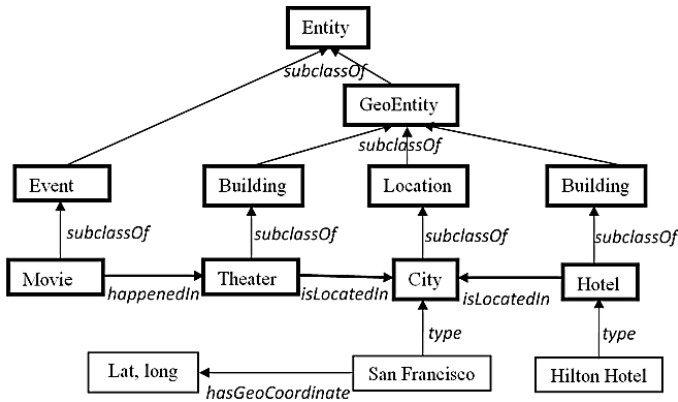 Entity
subclassOf
GeoEntity
subclassOf
Event
Building
Location
Building
subclassOf
subclassOf
subclassOf
subclassOf
Movie
Theater
City
Hotel
happenedIn
isLocatedIn
isLocatedIn
type
type
Lat, long
San Francisco
Hilton Hotel
hasGeoCoordinate